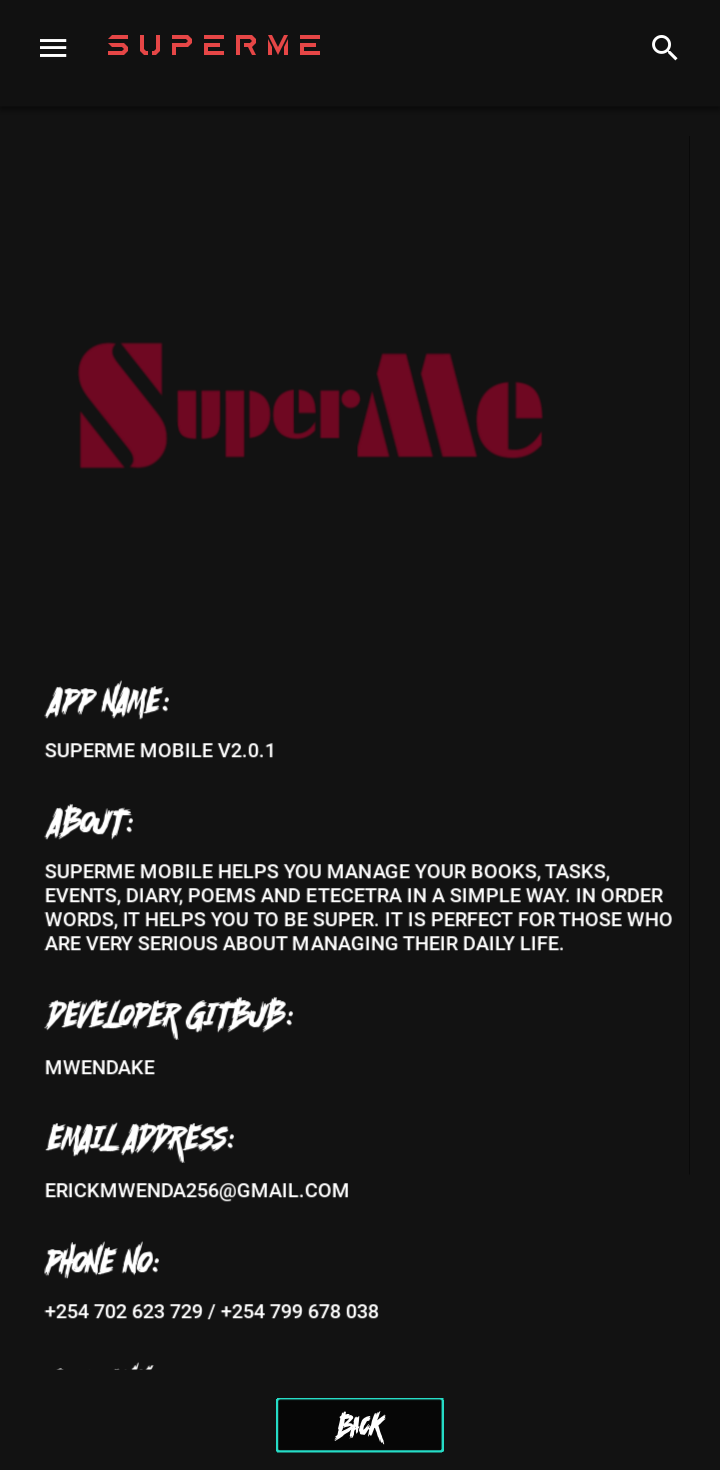 SUPERME
SuperMe
APP NAME:
SUPERME MOBILE V2.0.1
ABOUT:
SUPERME MOBILE HELPS YOU MANAGE YOUR BOOKS, TASKS,
EVENTS, DIARY, POEMS AND ETECETRA IN A SIMPLE WAY. IN ORDER
WORDS, IT HELPS YOU TO BE SUPER. IT IS PERFECT FOR THOSE WHO
ARE VERY SERIOUS ABOUT MANAGING THEIR DAILY LIFE.
DEVELOPER GITBUB:
MWENDAKE
EMAIL ADDRESS:
ERICKMWENDA256@GMAIL.COM
PHONE NO:
+254 702 623 729 / +254 799 678 038
BACK